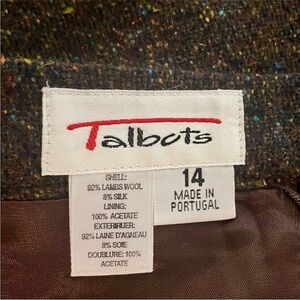 Talbots
SHELL:
92% LAMBS WOOL
8% SILK
LINING:
100% ACETATE
EXTERIRUER:
92% LAINE D'AGNEAU
8% SOIE
DOUBLURE: 100%
ACETATE
14
MADE IN
PORTUGAL